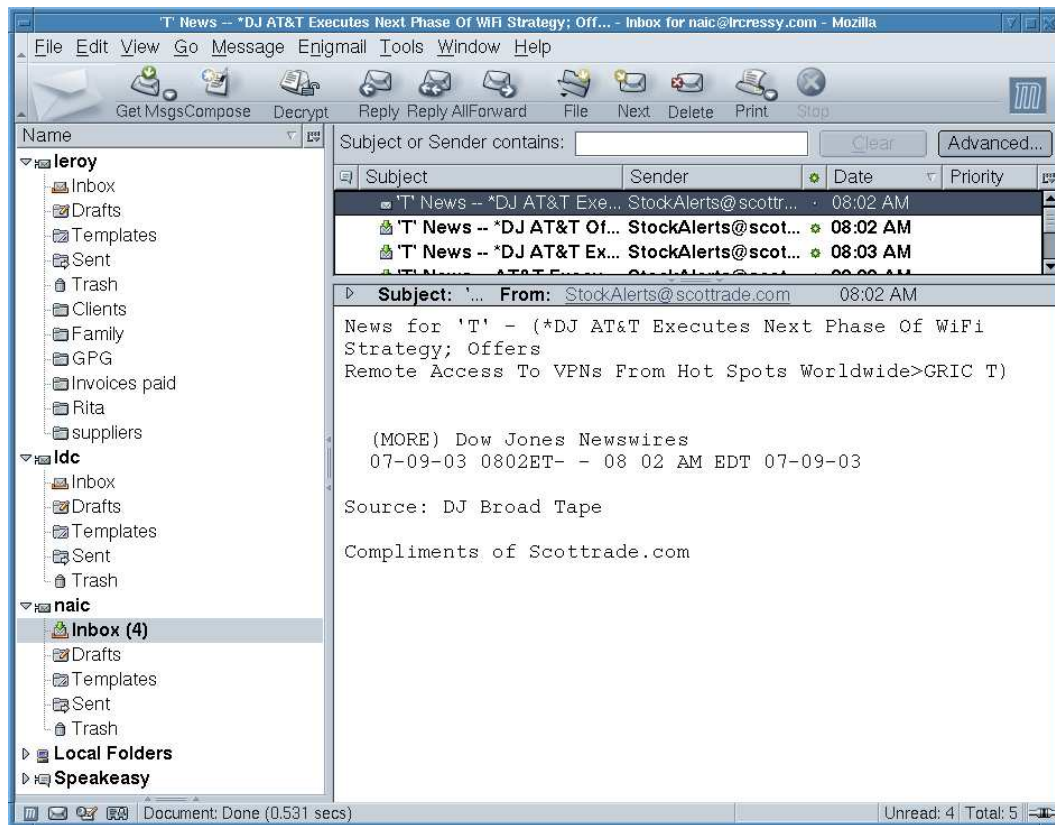 'T' News -- *DJ AT&T Executes Next Phase Of WiFi Strategy; Off... - Inbox for naic@lrcressy.com - Mozilla
File Edit View Go Message Enigmail Tools Window Help
Get Msgs Compose Decrypt Reply Reply All Forward File Next Delete Print Stop
Name
Subject or Sender contains: Clear Advanced...
Subject Sender Date Priority
'T' News -- *DJ AT&T Exe... StockAlerts@scottr... 08:02 AM
'T' News -- *DJ AT&T Of... StockAlerts@scot... 08:02 AM
'T' News -- *DJ AT&T Ex... StockAlerts@scot... 08:03 AM
leroy
Inbox
Drafts
Templates
Sent
Trash
Clients
Family
GPG
Invoices paid
Rita
suppliers
ldc
Inbox
Drafts
Templates
Sent
Trash
naic
Inbox (4)
Drafts
Templates
Sent
Trash
Local Folders
Speakeasy
Subject: '... From: StockAlerts@scottrade.com 08:02 AM
News for 'T' - (*DJ AT&T Executes Next Phase Of WiFi
Strategy; Offers
Remote Access To VPNs From Hot Spots Worldwide>GRIC T)
(MORE) Dow Jones Newswires
07-09-03 0802ET- - 08 02 AM EDT 07-09-03
Source: DJ Broad Tape
Compliments of Scottrade.com
Document: Done (0.531 secs)
Unread: 4 Total: 5